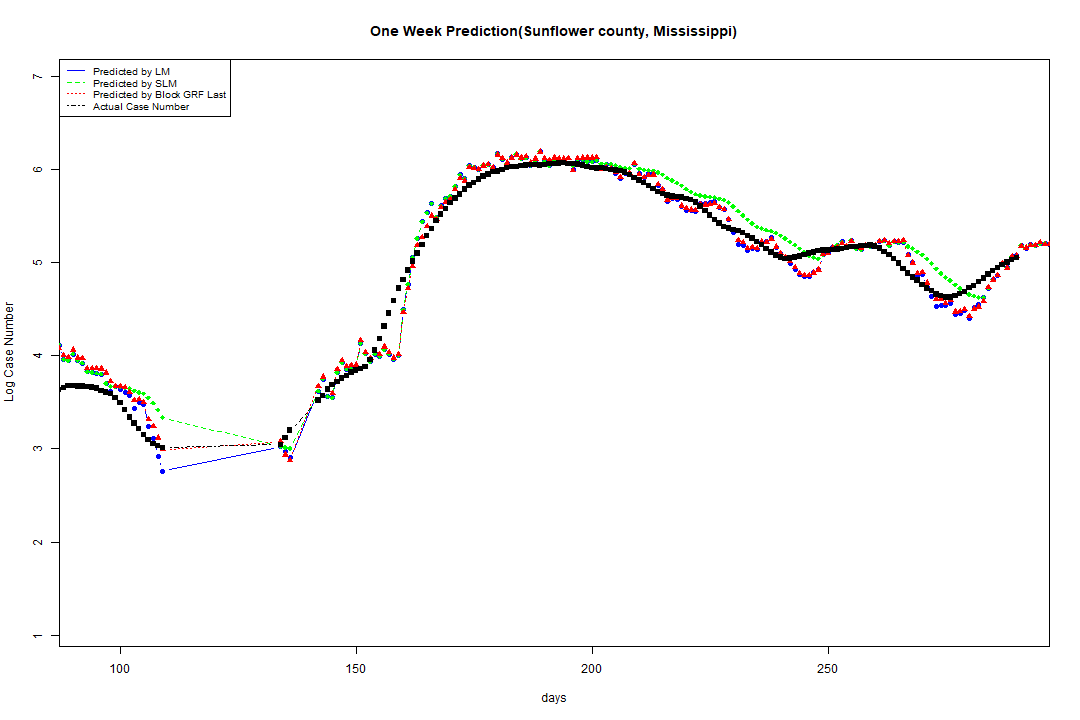 One Week Prediction(Sunflower county, Mississippi)
Predicted by LM
Predicted by SLM
Predicted by Block GRF Last
Actual Case Number
7
6
5
4
3
2
1
Log Case Number
100 150 200 250
days